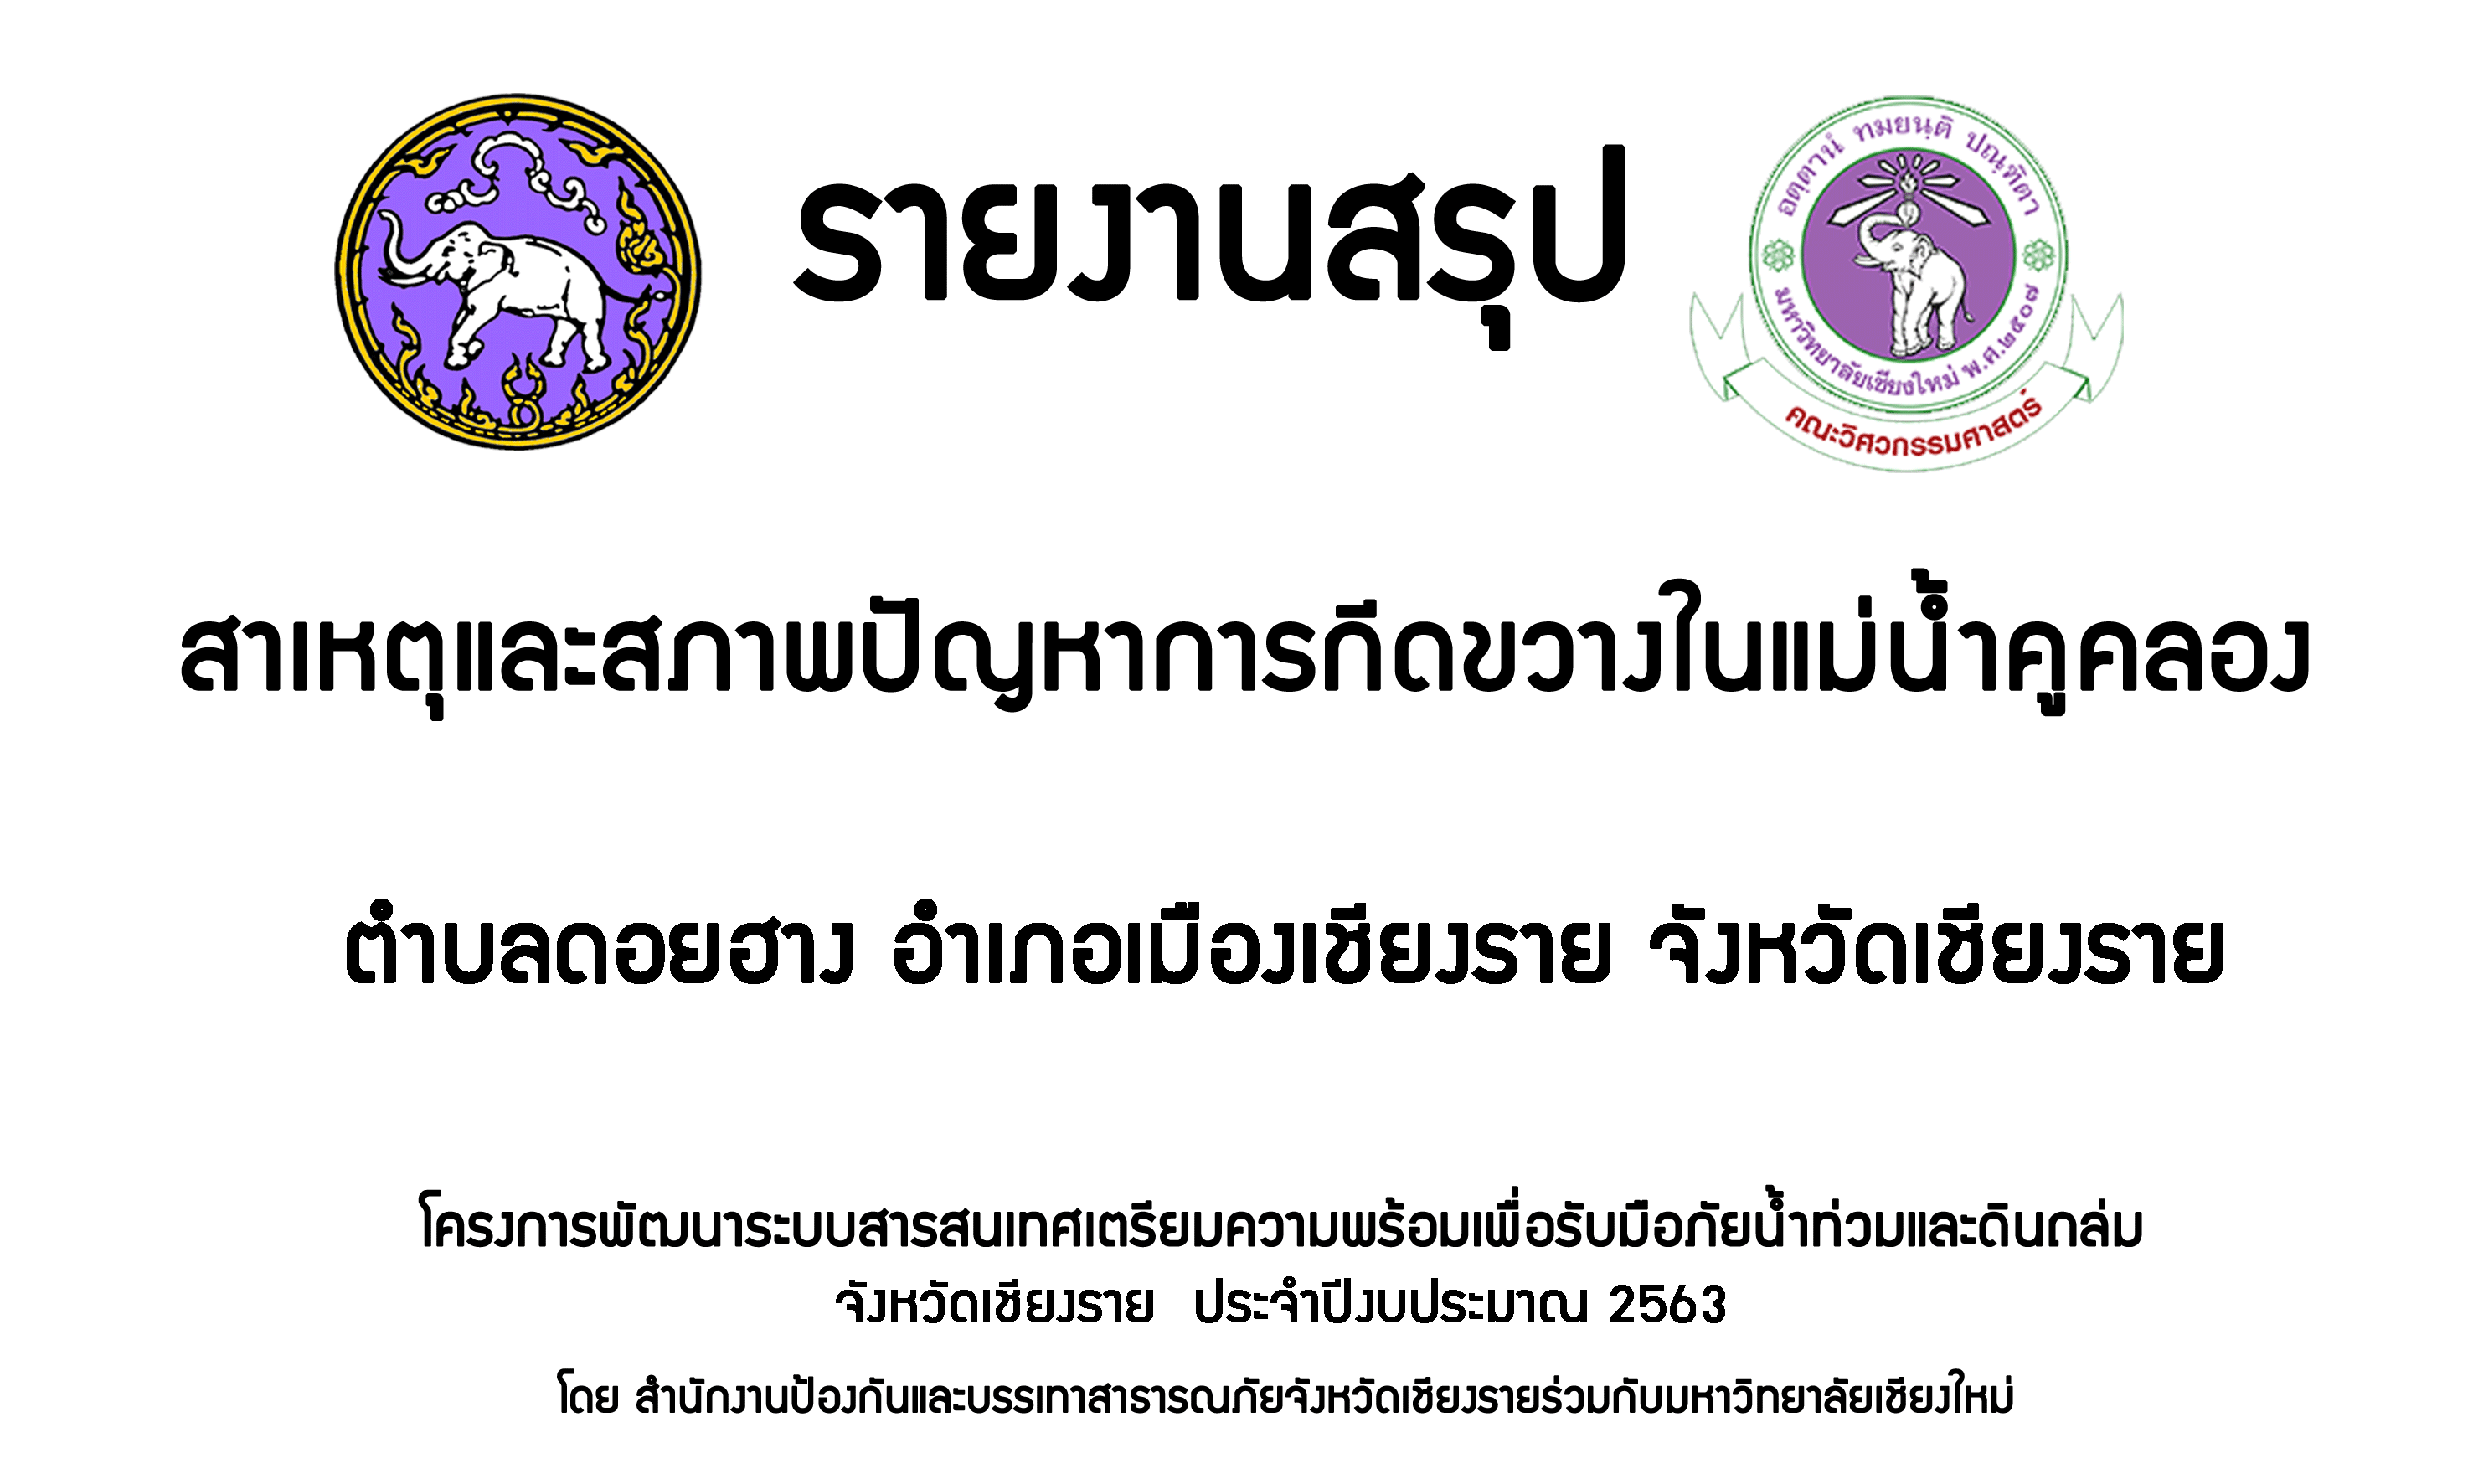 รายงานสรุป
อตฺตานํ ทมยนฺติ ปณฺฑิตา
มหาวิทยาลัยเชียงใหม่ พ.ศ.๒๕๐๗
คณะวิศวกรรมศาสตร์
สาเหตุและสภาพปัญหาการกีดขวางในแม่น้ำคูคลอง
ตำบลดอยฮาง อำเภอเมืองเชียงราย จังหวัดเชียงราย
โครงการพัฒนาระบบสารสนเทศเตรียมความพร้อมเพื่อรับมือภัยน้ำท่วมและดินถล่ม
จังหวัดเชียงราย ประจำปีงบประมาณ 2563
โดย สำนักงานป้องกันและบรรเทาสาธารณภัยจังหวัดเชียงรายร่วมกับมหาวิทยาลัยเชียงใหม่